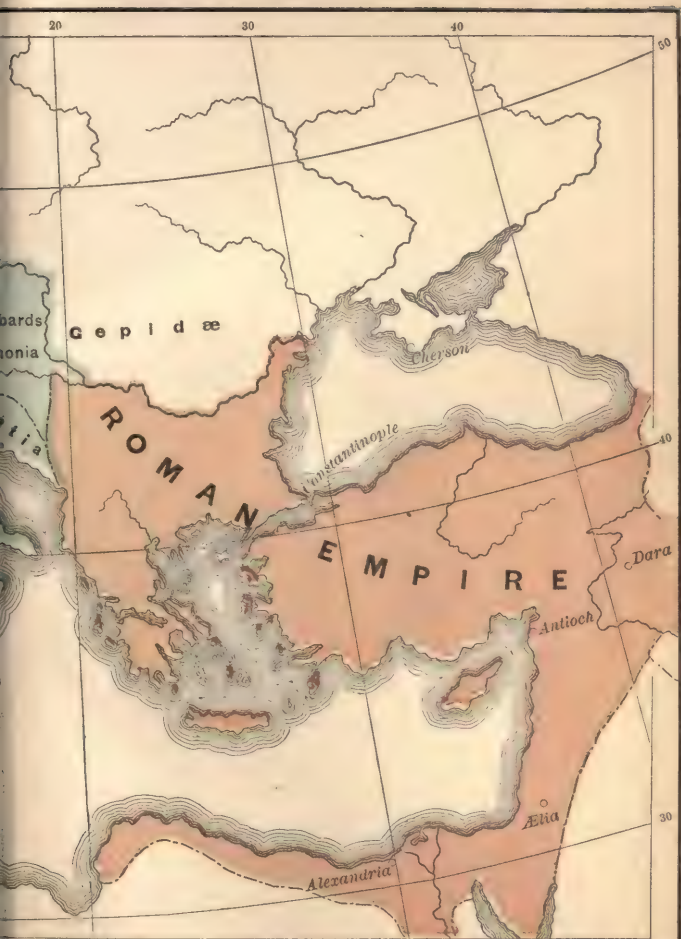 20 30 40
50
bards
Gepidæ
nonia
Cherson
tia
ROMAN
Constantinople
40
EMPIRE
Dara
Antioch
Ælia
30
Alexandria